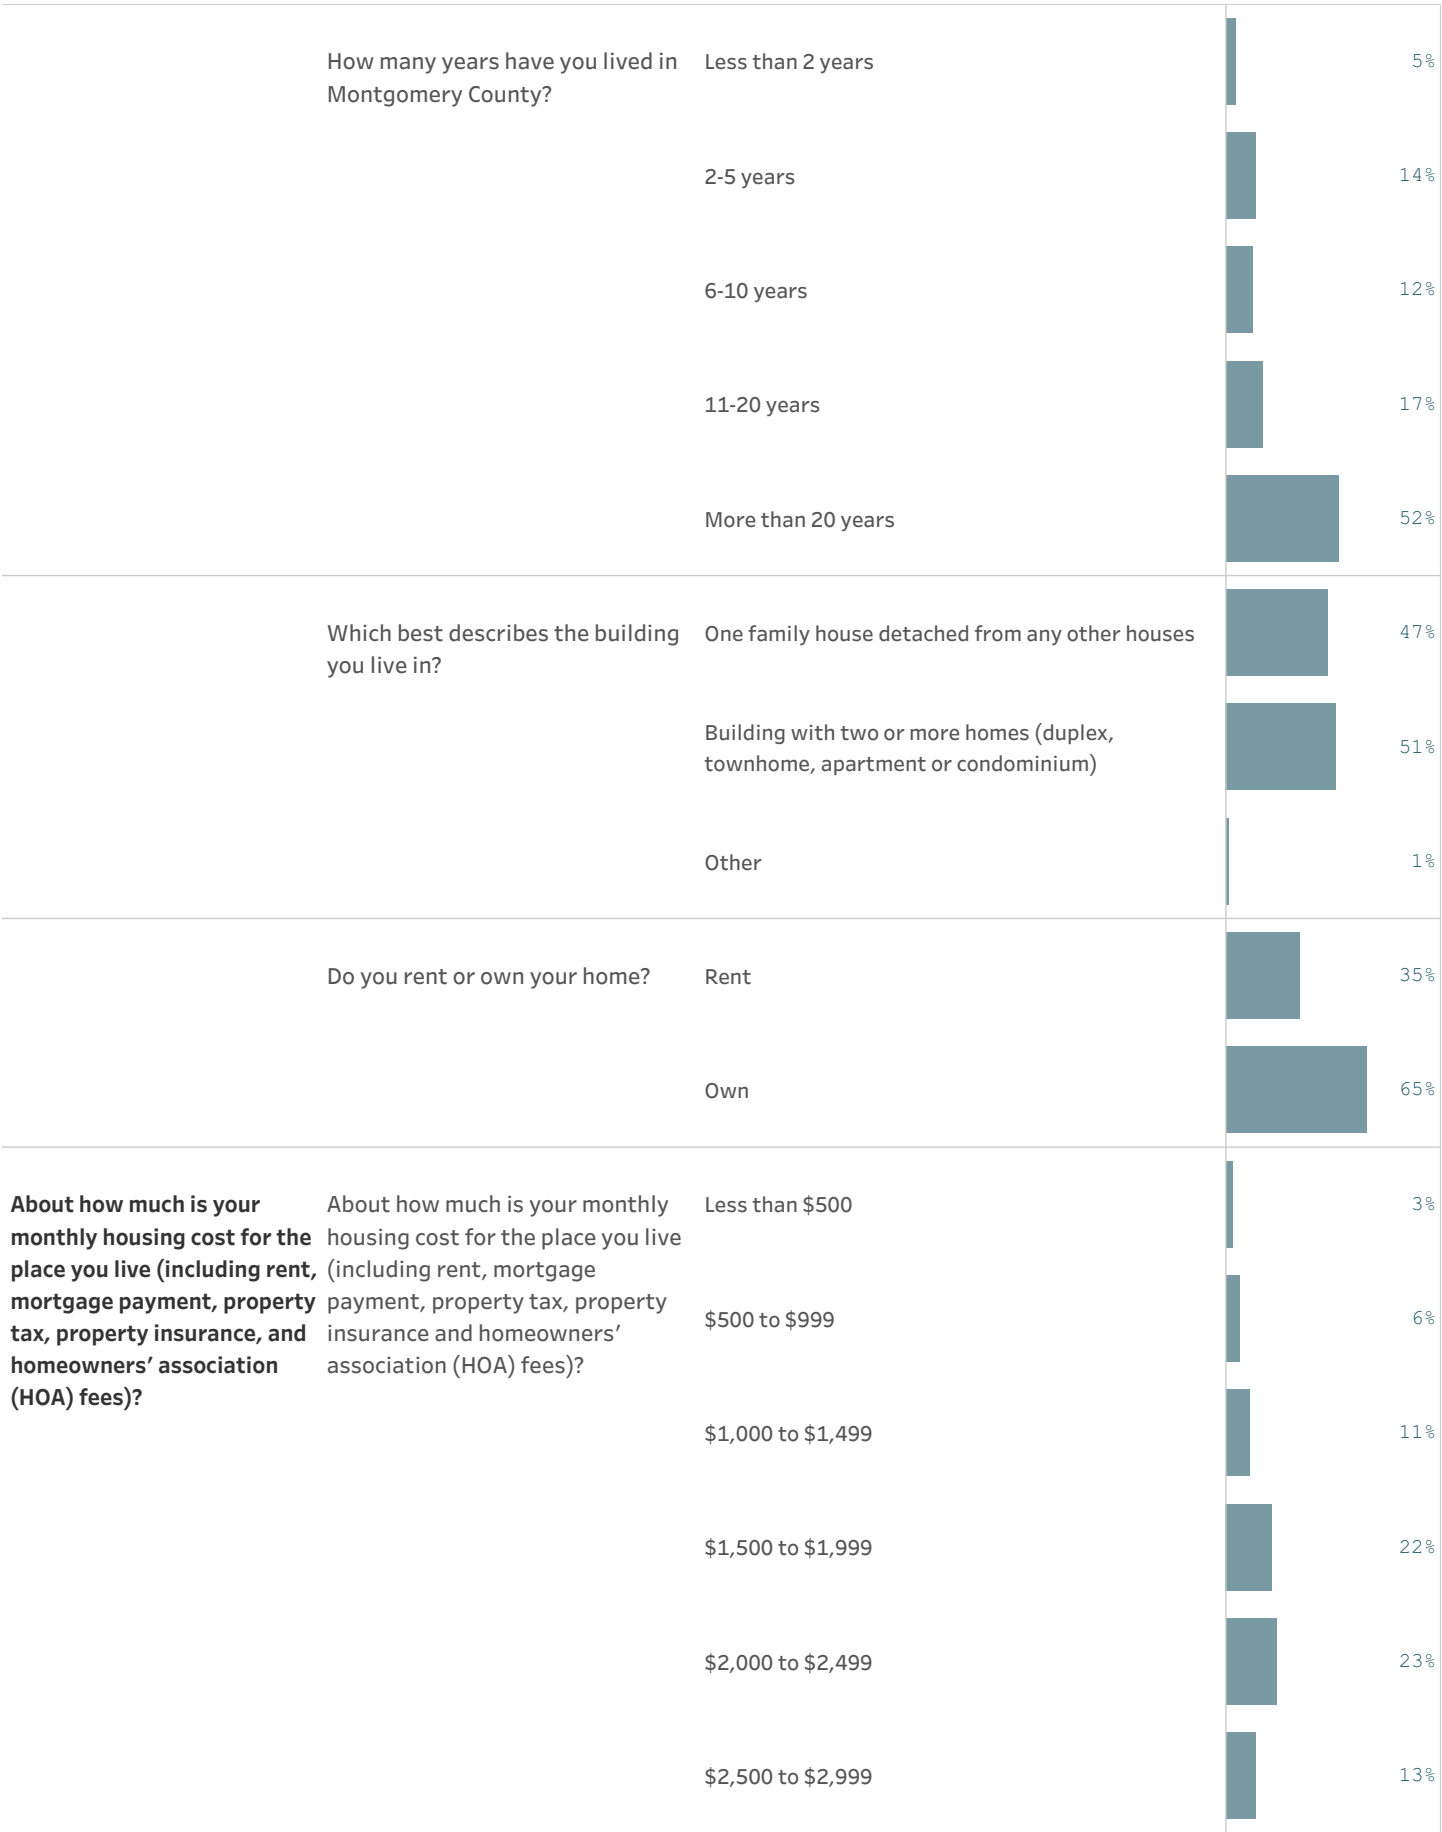 How many years have you lived in
Montgomery County?
Less than 2 years
5%
2-5 years
14%
6-10 years
12%
11-20 years
17%
More than 20 years
52%
Which best describes the building
you live in?
One family house detached from any other houses
47%
Building with two or more homes (duplex,
townhome, apartment or condominium)
51%
Other
1%
Do you rent or own your home?
Rent
35%
Own
65%
About how much is your
monthly housing cost for the
place you live (including rent,
mortgage payment, property
tax, property insurance, and
homeowners’ association
(HOA) fees)?
About how much is your monthly
housing cost for the place you live
(including rent, mortgage
payment, property tax, property
insurance and homeowners’
association (HOA) fees)?
Less than $500
3%
$500 to $999
6%
$1,000 to $1,499
11%
$1,500 to $1,999
22%
$2,000 to $2,499
23%
$2,500 to $2,999
13%